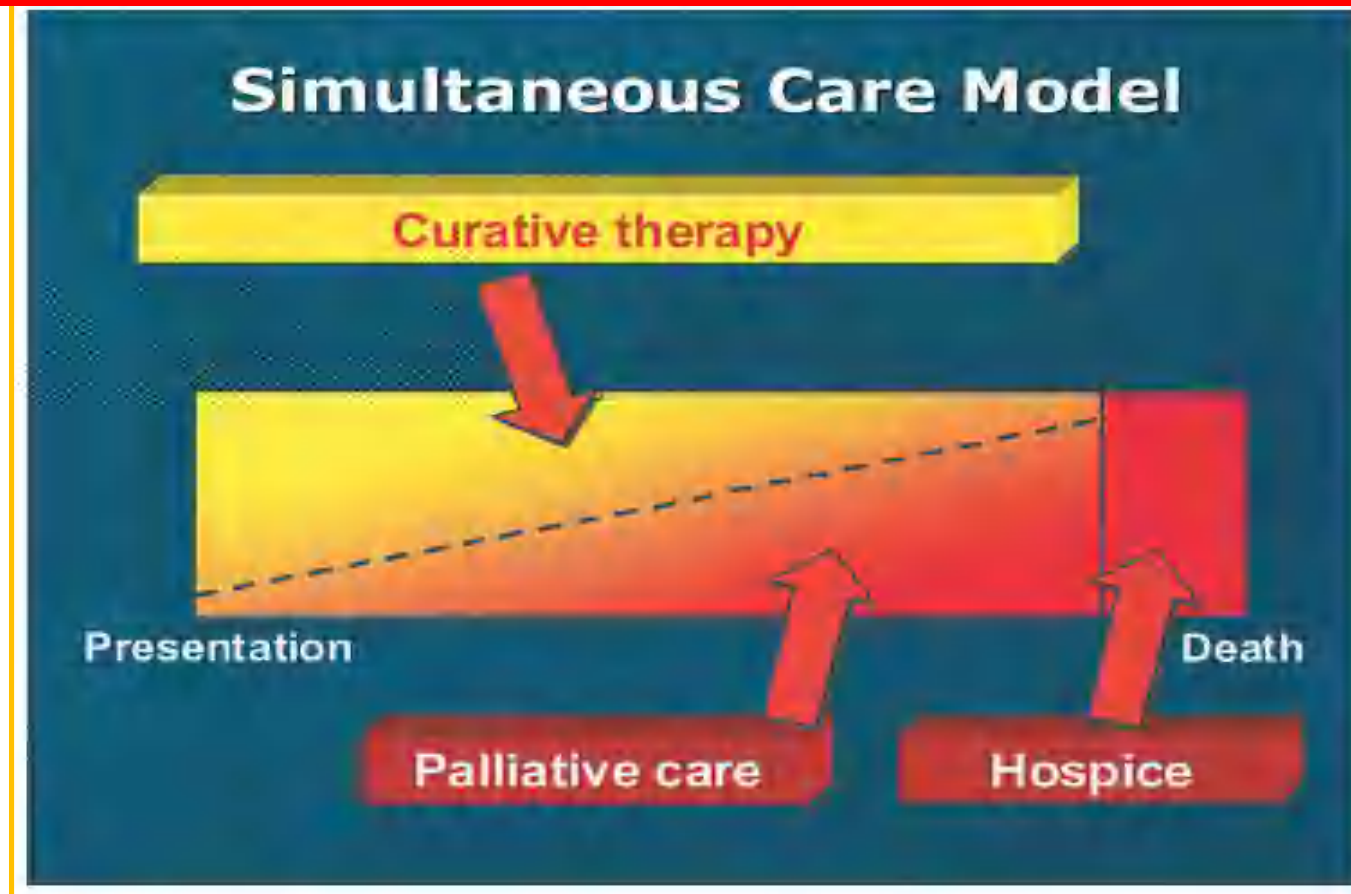 Simultaneous Care Model
Curative therapy
Presentation
Death
Palliative care
Hospice